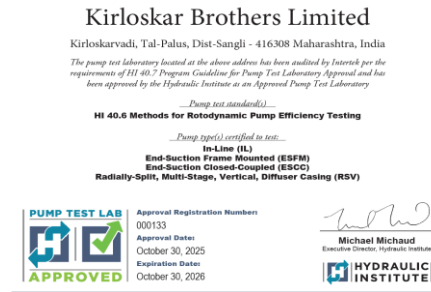 Kirloskar Brothers Limited
Kirloskarvadi, Tal-Palus, Dist-Sangli - 416308 Maharashtra, India
The pump test laboratory located at the above address has been audited by Intertek per the
requirements of HI 40.7 Program Guideline for Pump Test Laboratory Approval and has
been approved by the Hydraulic Institute as an Approved Pump Test Laboratory
Pump test standard(s)
HI 40.6 Methods for Rotodynamic Pump Efficiency Testing
Pump type(s) certified to test:
In-Line (IL)
End-Suction Frame Mounted (ESFM)
End-Suction Closed-Coupled (ESCC)
Radially-Split, Multi-Stage, Vertical, Diffuser Casing (RSV)
PUMP TEST LAB
APPROVED
Approval Registration Number:
000133
Approval Date:
October 30, 2025
Expiration Date:
October 30, 2026
Michael Michaud
Executive Director, Hydraulic Institute
HYDRAULIC
INSTITUTE